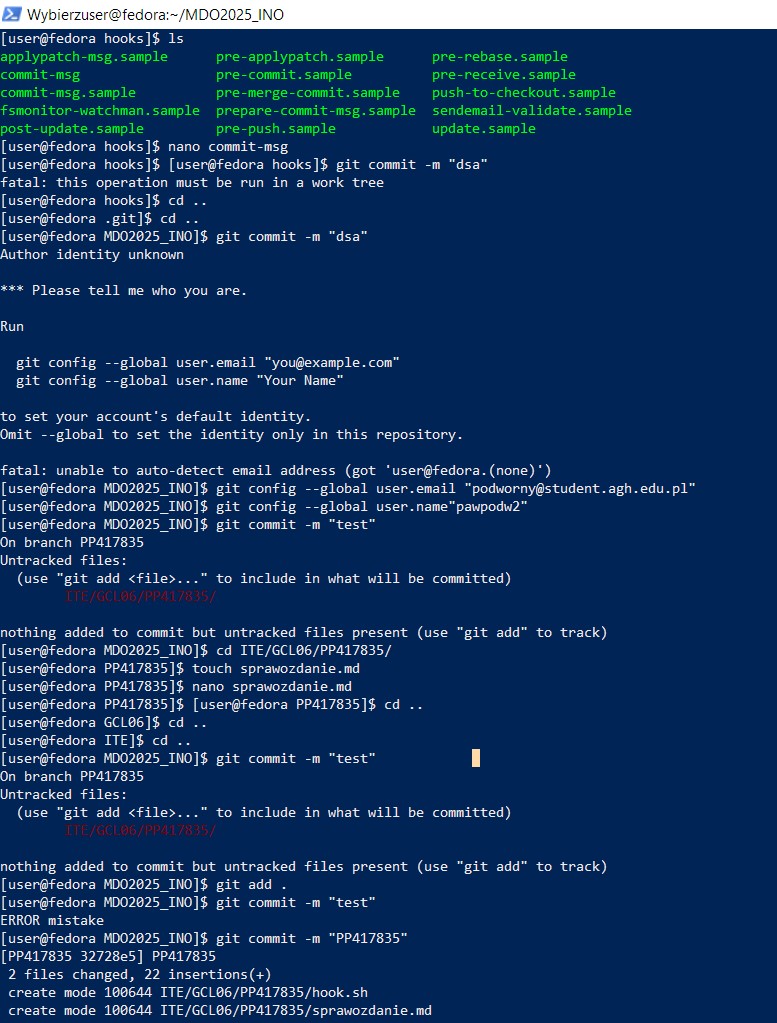 Wybierzuser@fedora:~/MDO2025_INO
[user@fedora hooks]$ ls
applypatch-msg.sample      pre-applypatch.sample      pre-rebase.sample
commit-msg                 pre-commit.sample          pre-receive.sample
commit-msg.sample          pre-merge-commit.sample    push-to-checkout.sample
fsmonitor-watchman.sample  prepare-commit-msg.sample  sendemail-validate.sample
post-update.sample         pre-push.sample            update.sample
[user@fedora hooks]$ nano commit-msg
[user@fedora hooks]$ [user@fedora hooks]$ git commit -m "dsa"
fatal: this operation must be run in a work tree
[user@fedora hooks]$ cd ..
[user@fedora .git]$ cd ..
[user@fedora MDO2025_INO]$ git commit -m "dsa"
Author identity unknown

*** Please tell me who you are.

Run

  git config --global user.email "you@example.com"
  git config --global user.name "Your Name"

to set your account's default identity.
Omit --global to set the identity only in this repository.

fatal: unable to auto-detect email address (got 'user@fedora.(none)')
[user@fedora MDO2025_INO]$ git config --global user.email "podworny@student.agh.edu.pl"
[user@fedora MDO2025_INO]$ git config --global user.name"pawpodw2"
[user@fedora MDO2025_INO]$ git commit -m "test"
On branch PP417835
Untracked files:
  (use "git add <file>..." to include in what will be committed)
        ITE/GCL06/PP417835/

nothing added to commit but untracked files present (use "git add" to track)
[user@fedora MDO2025_INO]$ cd ITE/GCL06/PP417835/
[user@fedora PP417835]$ touch sprawozdanie.md
[user@fedora PP417835]$ nano sprawozdanie.md
[user@fedora PP417835]$ [user@fedora PP417835]$ cd ..
[user@fedora GCL06]$ cd ..
[user@fedora ITE]$ cd ..
[user@fedora MDO2025_INO]$ git commit -m "test"
On branch PP417835
Untracked files:
  (use "git add <file>..." to include in what will be committed)
        ITE/GCL06/PP417835/

nothing added to commit but untracked files present (use "git add" to track)
[user@fedora MDO2025_INO]$ git add .
[user@fedora MDO2025_INO]$ git commit -m "test"
ERROR mistake
[user@fedora MDO2025_INO]$ git commit -m "PP417835"
[PP417835 32728e5] PP417835
 2 files changed, 22 insertions(+)
 create mode 100644 ITE/GCL06/PP417835/hook.sh
 create mode 100644 ITE/GCL06/PP417835/sprawozdanie.md